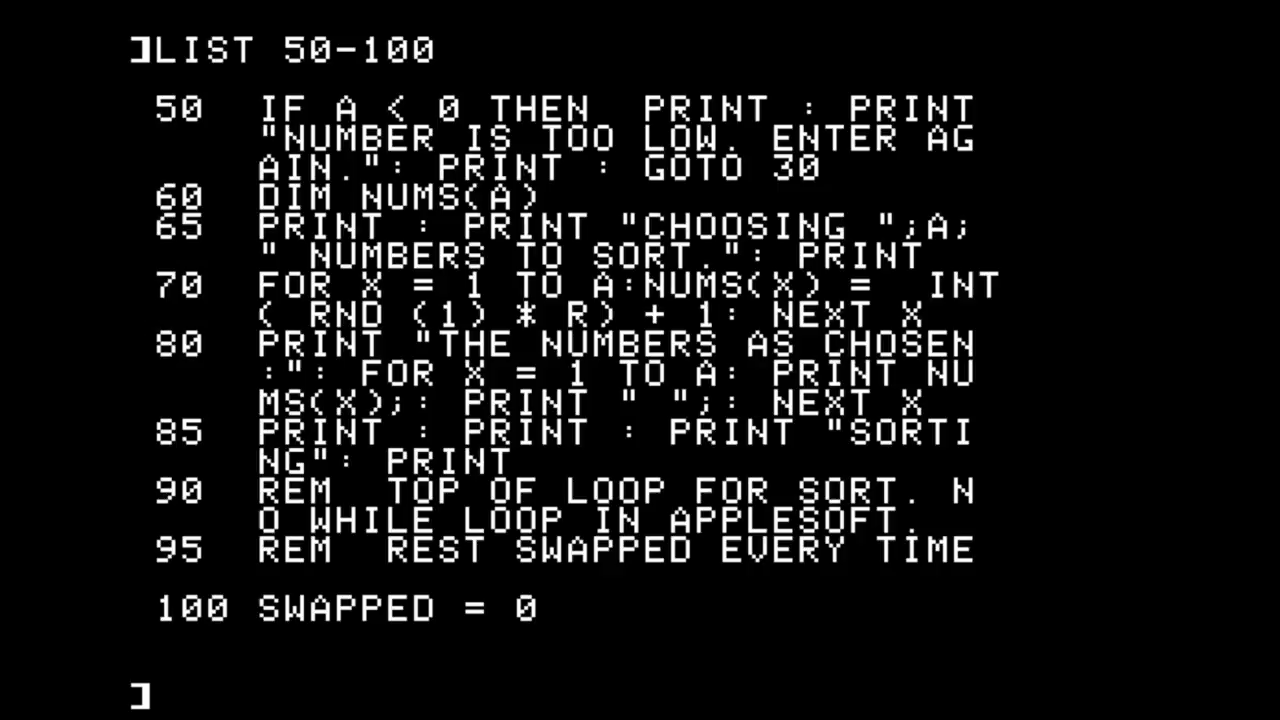 ]LIST 50-100
50 IF A < 0 THEN PRINT : PRINT
"NUMBER IS TOO LOW. ENTER AG
AIN.": PRINT : GOTO 30
60 DIM NUMS(A)
65 PRINT : PRINT "CHOOSING ";A;
" NUMBERS TO SORT.": PRINT
70 FOR X = 1 TO A:NUMS(X) = INT
( RND (1) * R) + 1: NEXT X
80 PRINT "THE NUMBERS AS CHOSEN
:": FOR X = 1 TO A: PRINT NU
MS(X);: PRINT " ";: NEXT X
85 PRINT : PRINT : PRINT "SORTI
NG": PRINT
90 REM TOP OF LOOP FOR SORT. N
O WHILE LOOP IN APPLESOFT.
95 REM REST SWAPPED EVERY TIME
100 SWAPPED = 0
]